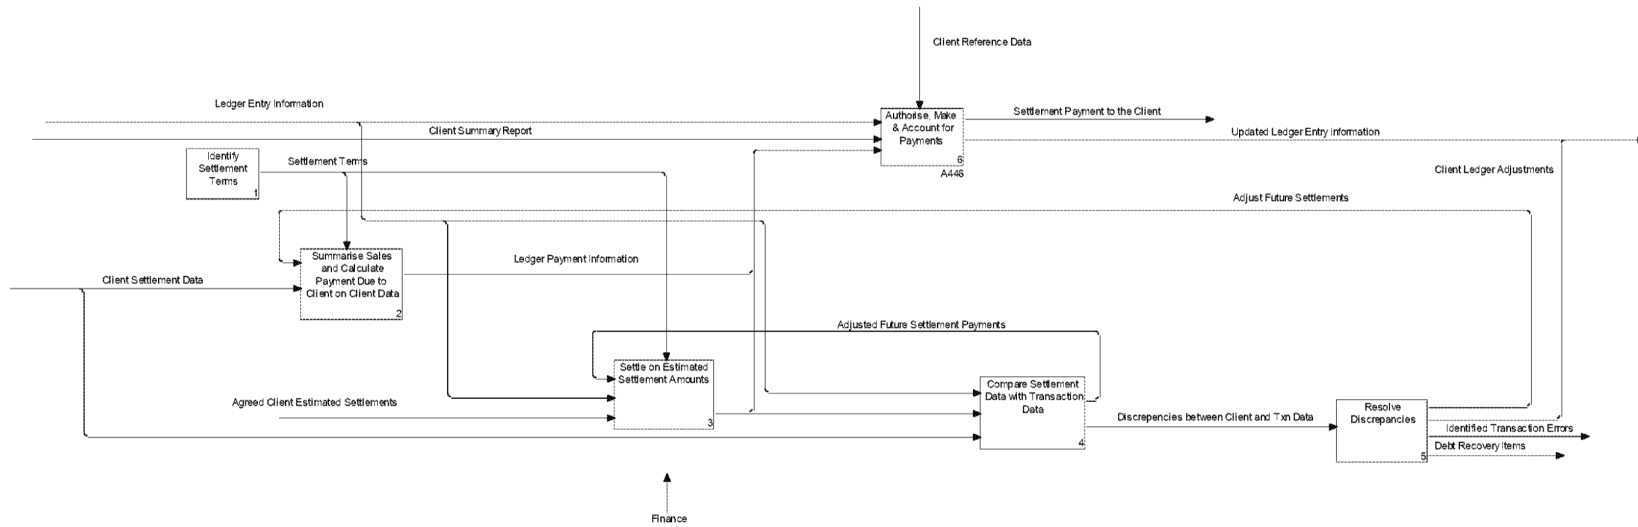 Client Reference Data
Ledger Entry Information
Client Summary Report
Authorise, Make
& Account for
Payments
6
A446
Settlement Payment to the Client
Updated Ledger Entry Information
Identify
Settlement
Terms
1
Settlement Terms
Client Ledger Adjustments
Adjust Future Settlements
Summarise Sales
and Calculate
Payment Due to
Client on Client Data
2
Ledger Payment Information
Client Settlement Data
Adjusted Future Settlement Payments
Settle on Estimated
Settlement Amounts
3
Agreed Client Estimated Settlements
Compare Settlement
Data with Transaction
Data
4
Discrepancies between Client and Txn Data
Resolve
Discrepancies
5
Identified Transaction Errors
Debt Recovery Items
Finance